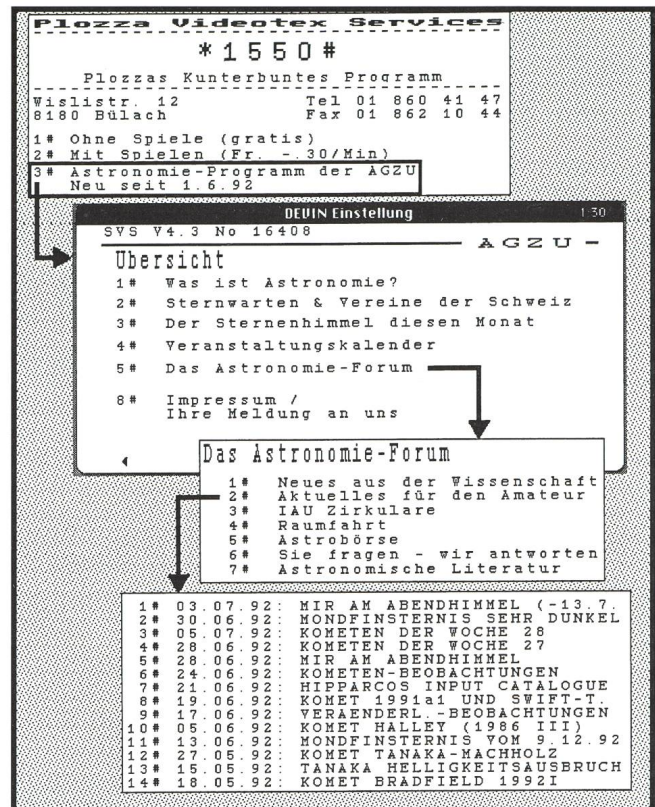 Plozza Videotex Services
*1550#
Plozzas Kunterbuntes Programm
Wislistr. 12 Tel 01 860 41 47
8180 Bülach Fax 01 862 10 44
1# Ohne Spiele (gratis)
2# Mit Spielen (Fr. -.30/Min)
3# Astronomie-Programm der AGZU
Neu seit 1.6.92
DEVIN Einstellung 1:30
SVS V4.3 No 16408
AGZU
Übersicht
1# Was ist Astronomie?
2# Sternwarten & Vereine der Schweiz
3# Der Sternenhimmel diesen Monat
4# Veranstaltungskalender
5# Das Astronomie-Forum
8# Impressum /
Ihre Meldung an uns
Das Astronomie-Forum
1# Neues aus der Wissenschaft
2# Aktuelles für den Amateur
3# IAU Zirkulare
4# Raumfahrt
5# Astrobörse
6# Sie fragen - wir antworten
7# Astronomische Literatur
1# 03.07.92: MIR AM ABENDHIMMEL (-13.7.
2# 30.06.92: MONDFINSTERNIS SEHR DUNKEL
3# 05.07.92: KOMETEN DER WOCHE 28
4# 28.06.92: KOMETEN DER WOCHE 27
5# 28.06.92: MIR AM ABENDHIMMEL
6# 24.06.92: KOMETEN-BEOBACHTUNGEN
7# 21.06.92: HIPPARCOS INPUT CATALOGUE
8# 19.06.92: KOMET 1991a1 UND SWIFT-T.
9# 17.06.92: VERAENDERL.-BEOBACHTUNGEN
10# 05.06.92: KOMET HALLEY (1986 III)
11# 13.06.92: MONDFINSTERNIS VOM 9.12.92
12# 27.05.92: KOMET TANAKA-MACHHOLZ
13# 15.05.92: TANAKA HELLIGKEITSAUSBRUCH
14# 18.05.92: KOMET BRADFIELD 1992I